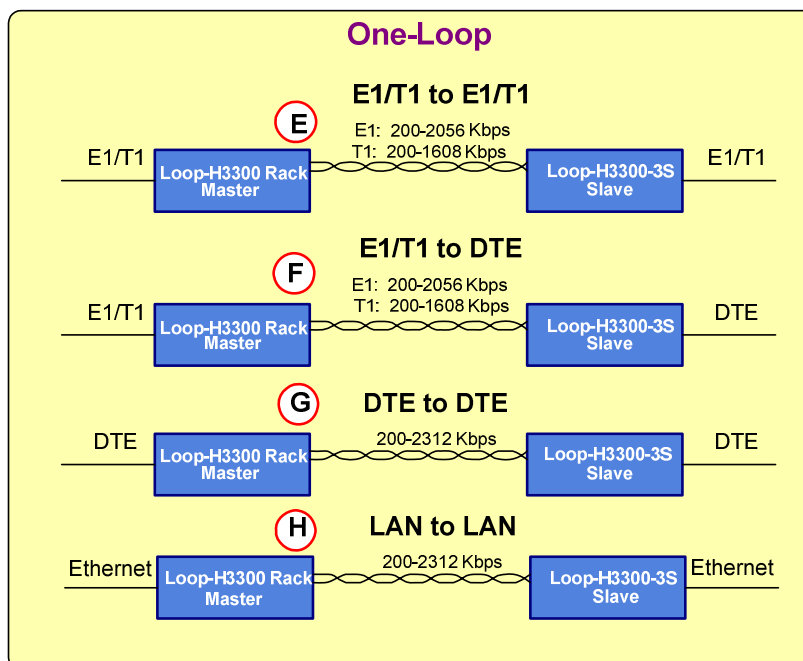 One-Loop
E1/T1 to E1/T1
E
E1: 200-2056 Kbps
T1: 200-1608 Kbps
E1/T1
Loop-H3300 Rack
Master
Loop-H3300-3S
Slave
E1/T1
E1/T1 to DTE
F
E1: 200-2056 Kbps
T1: 200-1608 Kbps
E1/T1
Loop-H3300 Rack
Master
Loop-H3300-3S
Slave
DTE
G
DTE to DTE
200-2312 Kbps
DTE
Loop-H3300 Rack
Master
Loop-H3300-3S
Slave
DTE
H
LAN to LAN
200-2312 Kbps
Ethernet
Loop-H3300 Rack
Master
Loop-H3300-3S
Slave
Ethernet